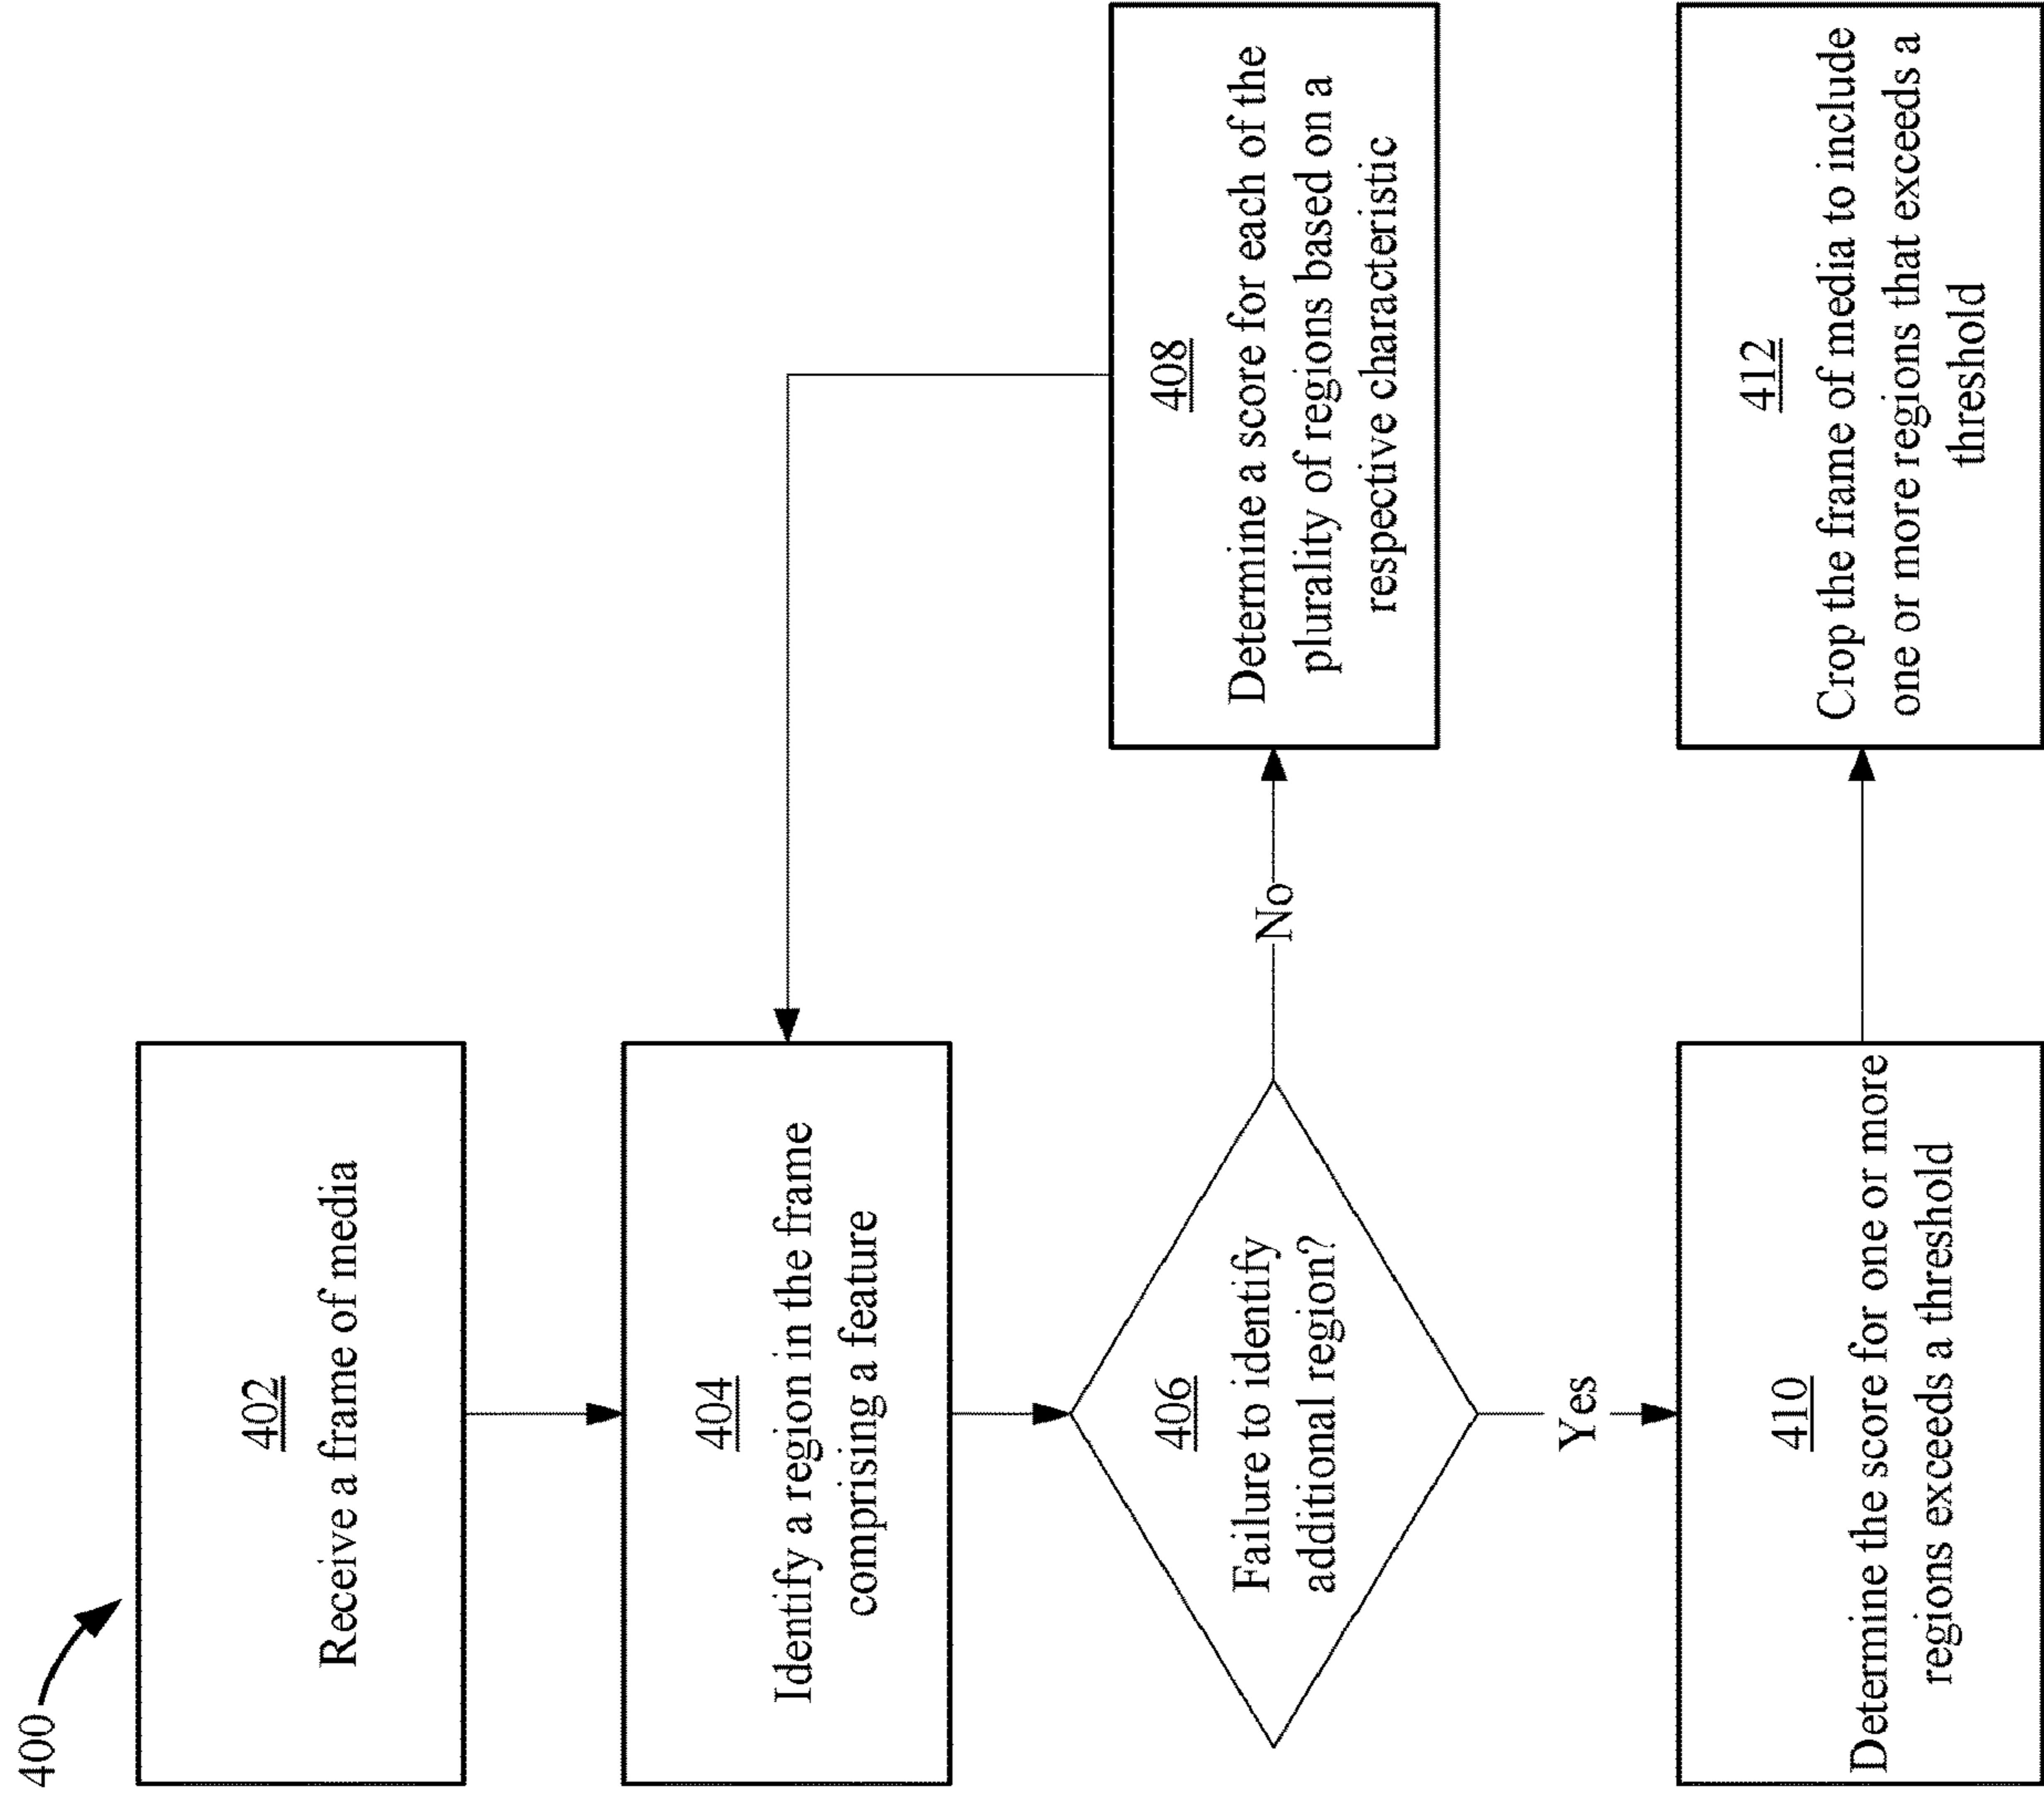 400
402
Receive a frame of media
404
Identify a region in the frame
comprising a feature
406
Failure to identify
additional region?
No
408
Determine a score for each of the
plurality of regions based on a
respective characteristic
Yes
410
Determine the score for one or more
regions exceeds a threshold
412
Crop the frame of media to include
one or more regions that exceeds a
threshold